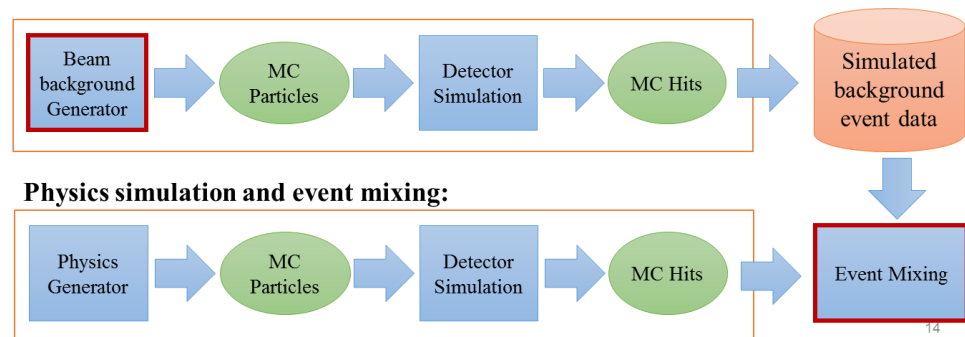 Beam
background
Generator
MC
Particles
Detector
Simulation
MC Hits
Simulated
background
event data
Physics simulation and event mixing:
Physics
Generator
MC
Particles
Detector
Simulation
MC Hits
Event Mixing
14